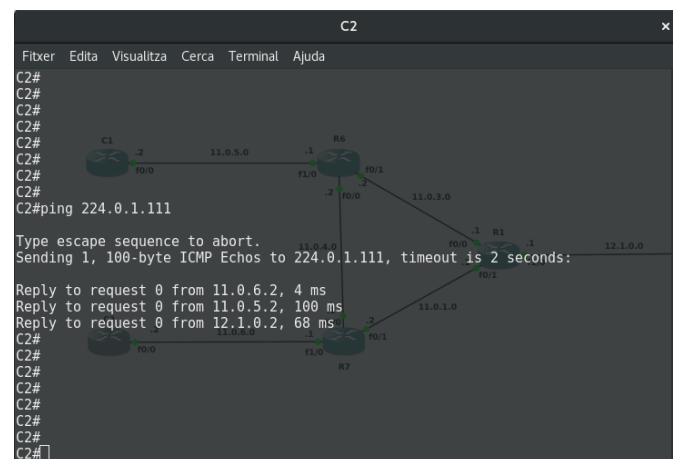 C2
Fitxer Edita Visualitza Cerca Terminal Ajuda
C2#
C2#
C2#
C2#
C2#
C2#
C2#
C2#
C2#ping 224.0.1.111
Type escape sequence to abort.
Sending 1, 100-byte ICMP Echos to 224.0.1.111, timeout is 2 seconds:
Reply to request 0 from 11.0.6.2, 4 ms
Reply to request 0 from 11.0.5.2, 100 ms
Reply to request 0 from 12.1.0.2, 68 ms
C2#
C2#
C2#
C2#
C2#
C2#
C2#
C2#
C1
.2
f0/0
11.0.5.0
.1
f1/0
R6
f0/1
.2
.2
f0/0
11.0.3.0
.1
f0/0
R1
.1
12.1.0.0
f0/1
11.0.4.0
11.0.1.0
.2
f0/1
f0/0
11.0.6.0
.1
f1/0
R7